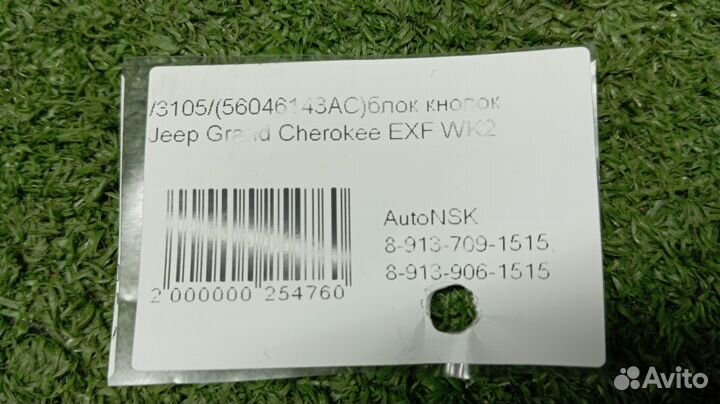 /3105/(56046143AC)блок кнопок
Jeep Grand Cherokee EXF WK2
AutoNSK
8-913-709-1515,
8-913-906-1515
2 000000 254760
Avito